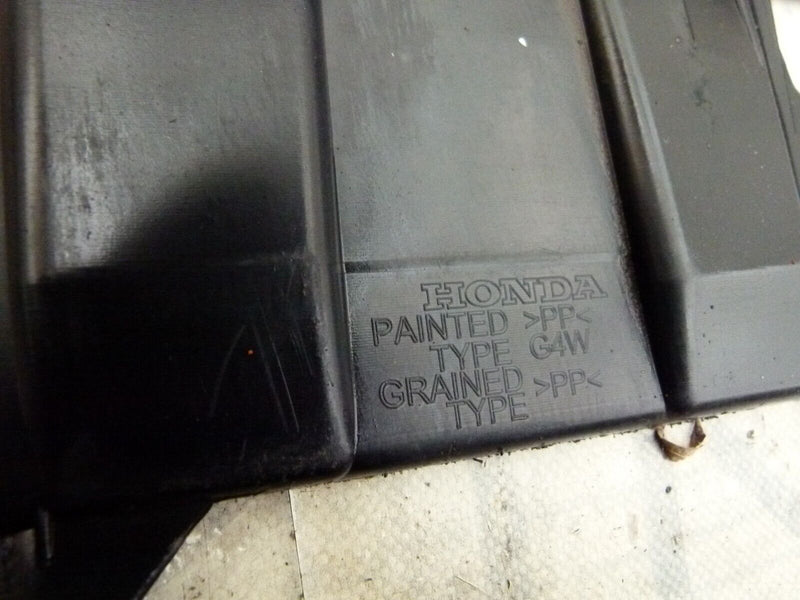 HONDA
PAINTED >PP<
TYPE G4W
GRAINED >PP<
TYPE